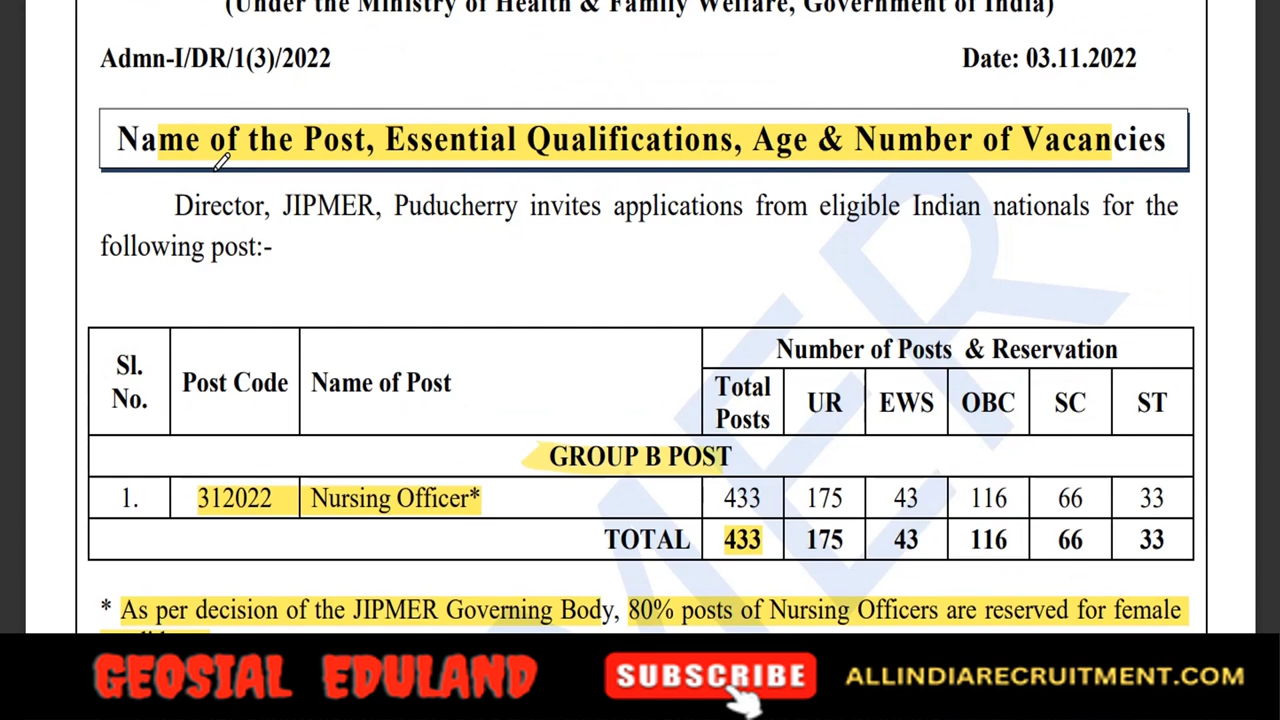 (Under the Ministry of Health & Family Welfare, Government of India)
Admn-I/DR/1(3)/2022 Date: 03.11.2022
Name of the Post, Essential Qualifications, Age & Number of Vacancies
Director, JIPMER, Puducherry invites applications from eligible Indian nationals for the
following post:-
Sl. No. Post Code Name of Post Number of Posts & Reservation
Total Posts UR EWS OBC SC ST
GROUP B POST
1. 312022 Nursing Officer* 433 175 43 116 66 33
TOTAL 433 175 43 116 66 33
* As per decision of the JIPMER Governing Body, 80% posts of Nursing Officers are reserved for female
GEOSIAL EDULAND SUBSCRIBE ALLINDIARECRUITMENT.COM